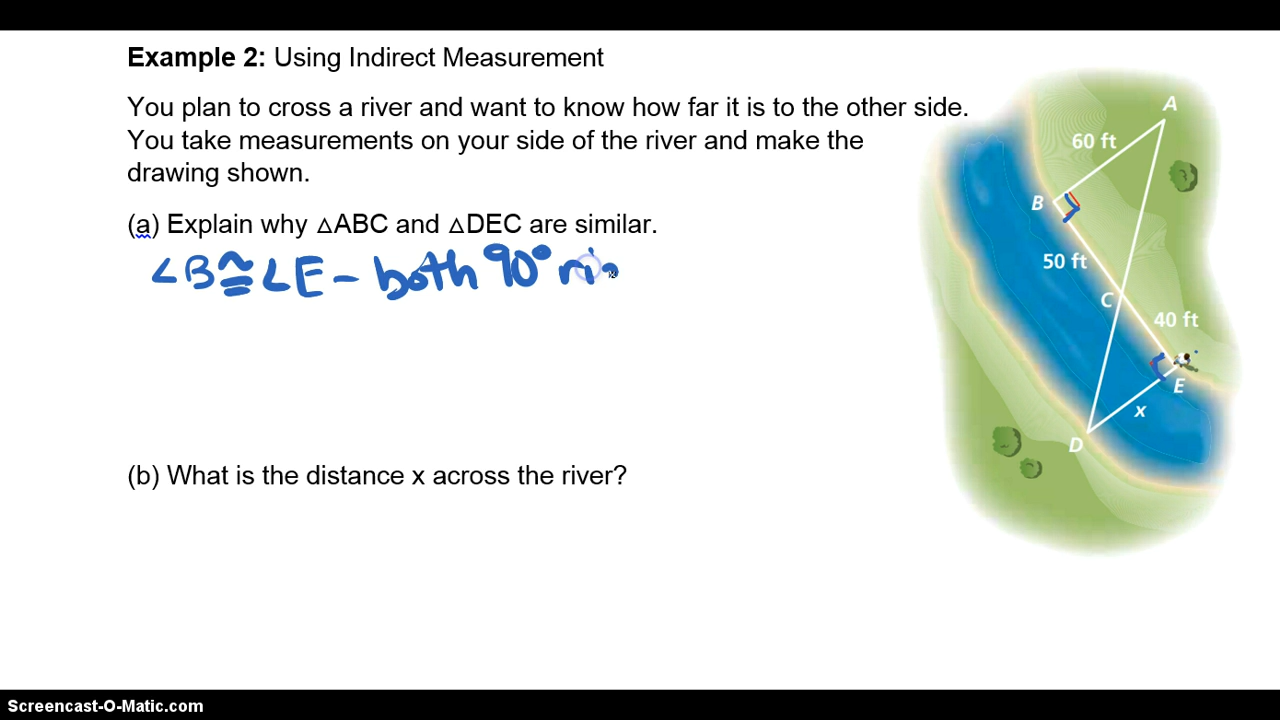 Example 2: Using Indirect Measurement
You plan to cross a river and want to know how far it is to the other side.
You take measurements on your side of the river and make the
drawing shown.
(a) Explain why △ABC and △DEC are similar.
∠B≅∠E – both 90°
(b) What is the distance x across the river?
A
60 ft
B
50 ft
C
40 ft
E
x
D
Screencast-O-Matic.com